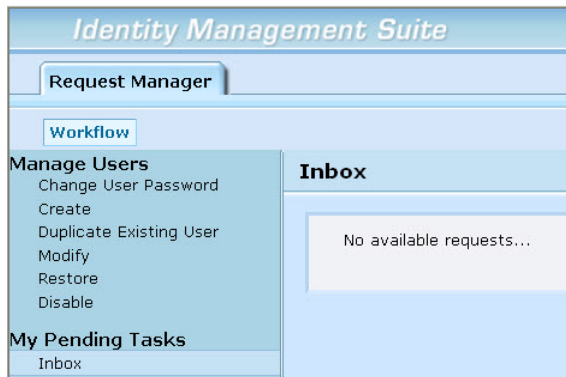 Identity Management Suite
Request Manager
Workflow
Manage Users
Change User Password
Create
Duplicate Existing User
Modify
Restore
Disable
My Pending Tasks
Inbox
Inbox
No available requests...